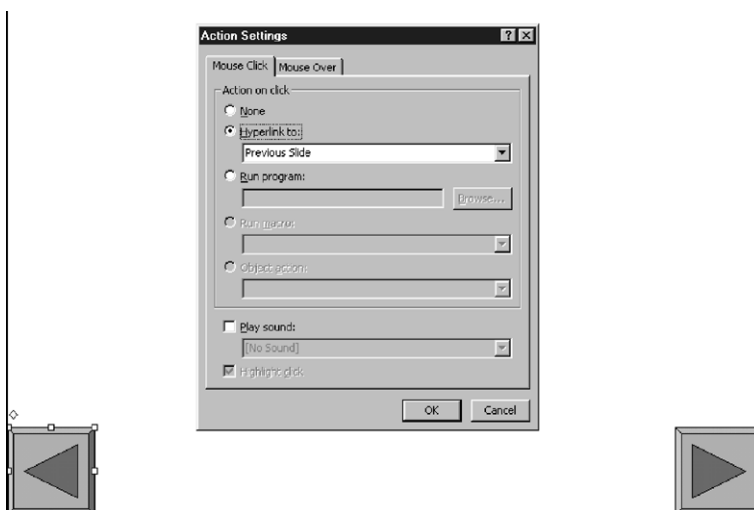 Action Settings
Mouse Click Mouse Over
Action on click
None
Hyperlink to:
Previous Slide
Run program:
Browse...
Run macro:
Object action:
Play sound:
[No Sound]
Highlight click
OK Cancel